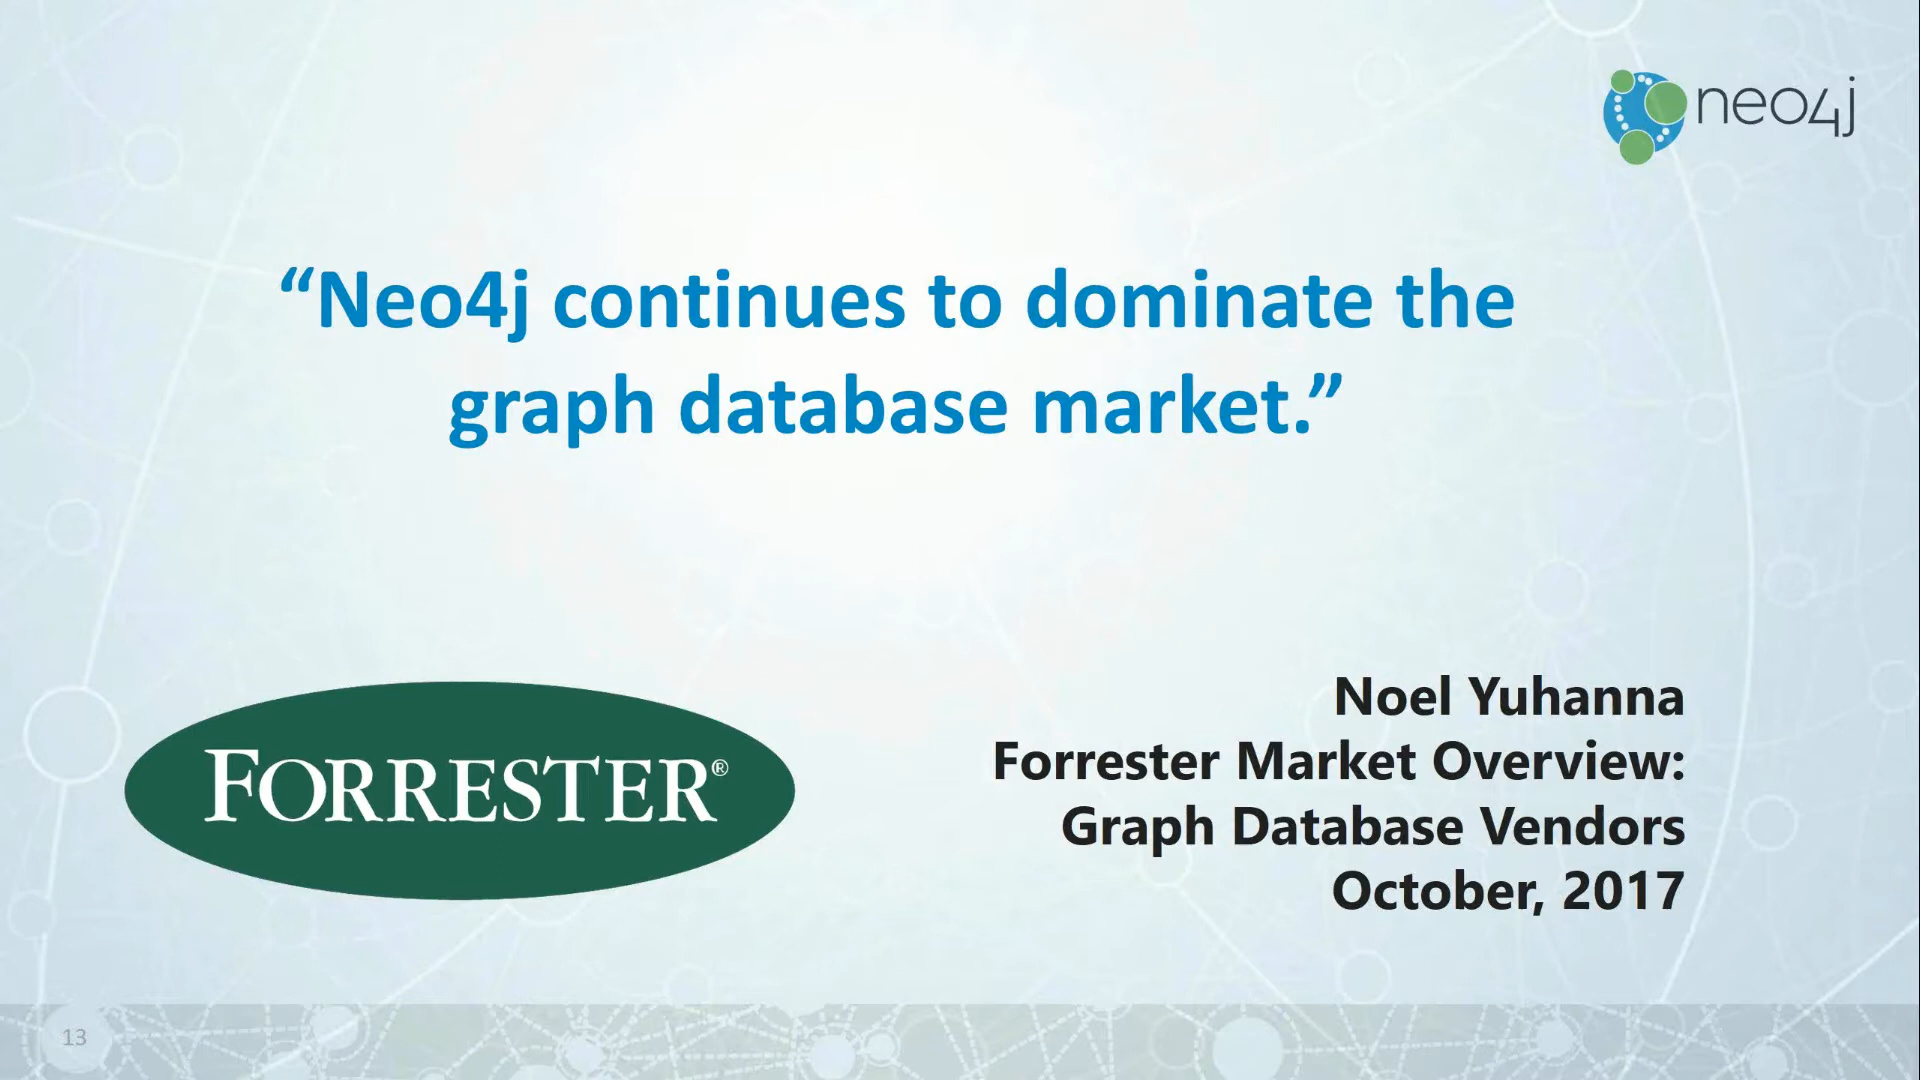 neo4j
“Neo4j continues to dominate the
graph database market.”
FORRESTER®
Noel Yuhanna
Forrester Market Overview:
Graph Database Vendors
October, 2017
13